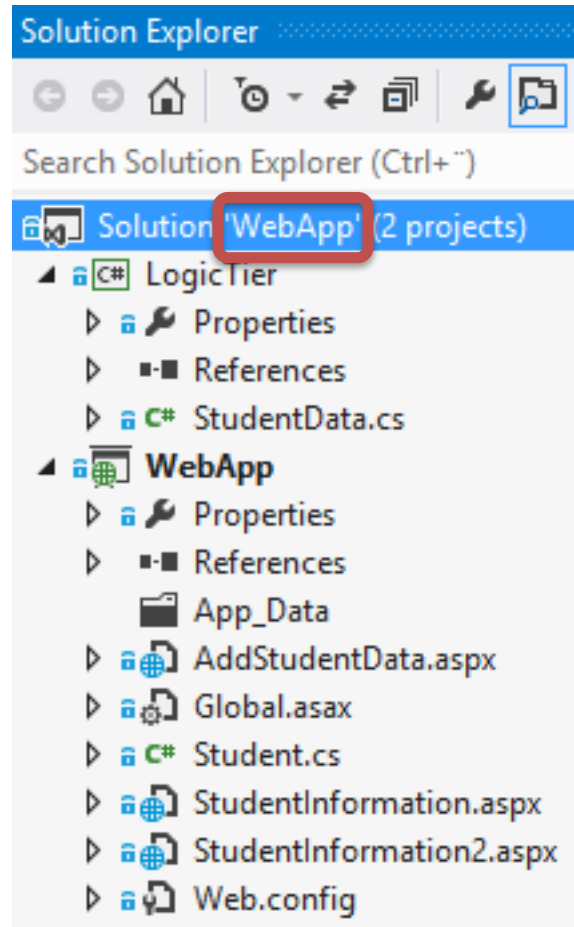 Solution Explorer
Search Solution Explorer (Ctrl+¨)
Solution 'WebApp' (2 projects)
C# LogicTier
Properties
References
C# StudentData.cs
WebApp
Properties
References
App_Data
AddStudentData.aspx
Global.asax
C# Student.cs
StudentInformation.aspx
StudentInformation2.aspx
Web.config